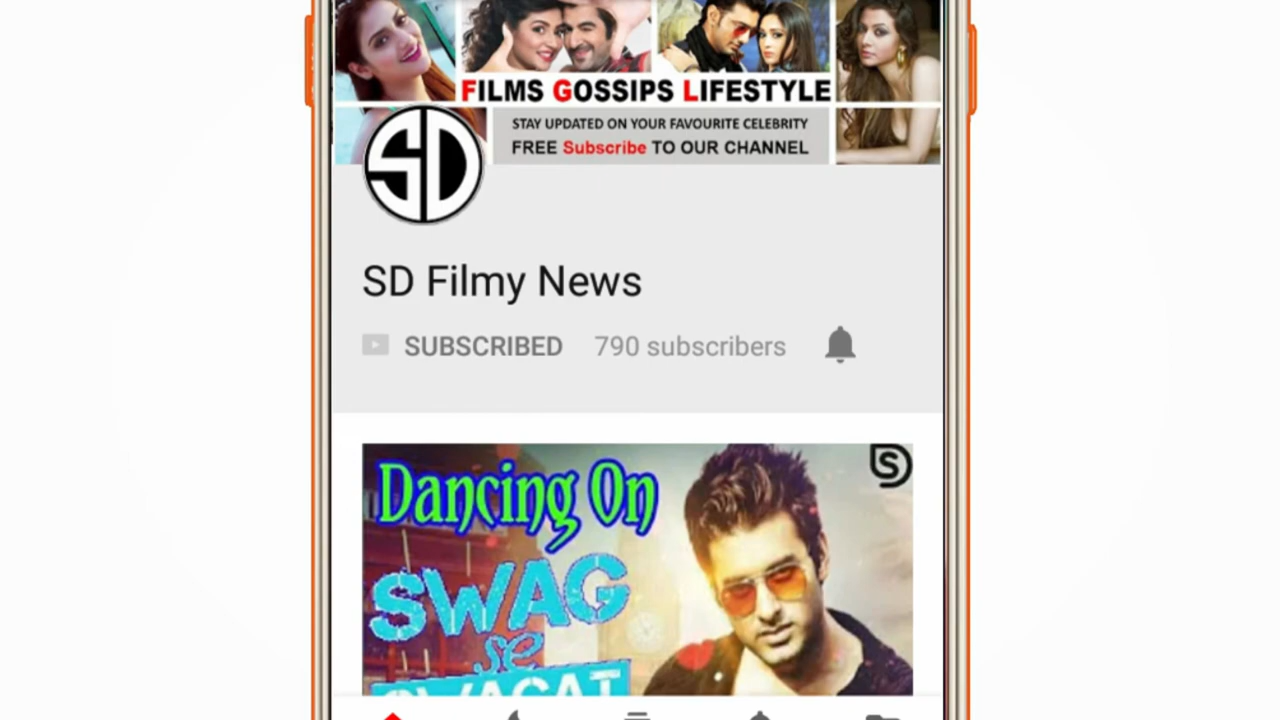 FILMS GOSSIPS LIFESTYLE
STAY UPDATED ON YOUR FAVOURITE CELEBRITY
FREE Subscribe TO OUR CHANNEL
SD
SD Filmy News
SUBSCRIBED 790 subscribers
S
Dancing On
SWAG
se
SWAGAT